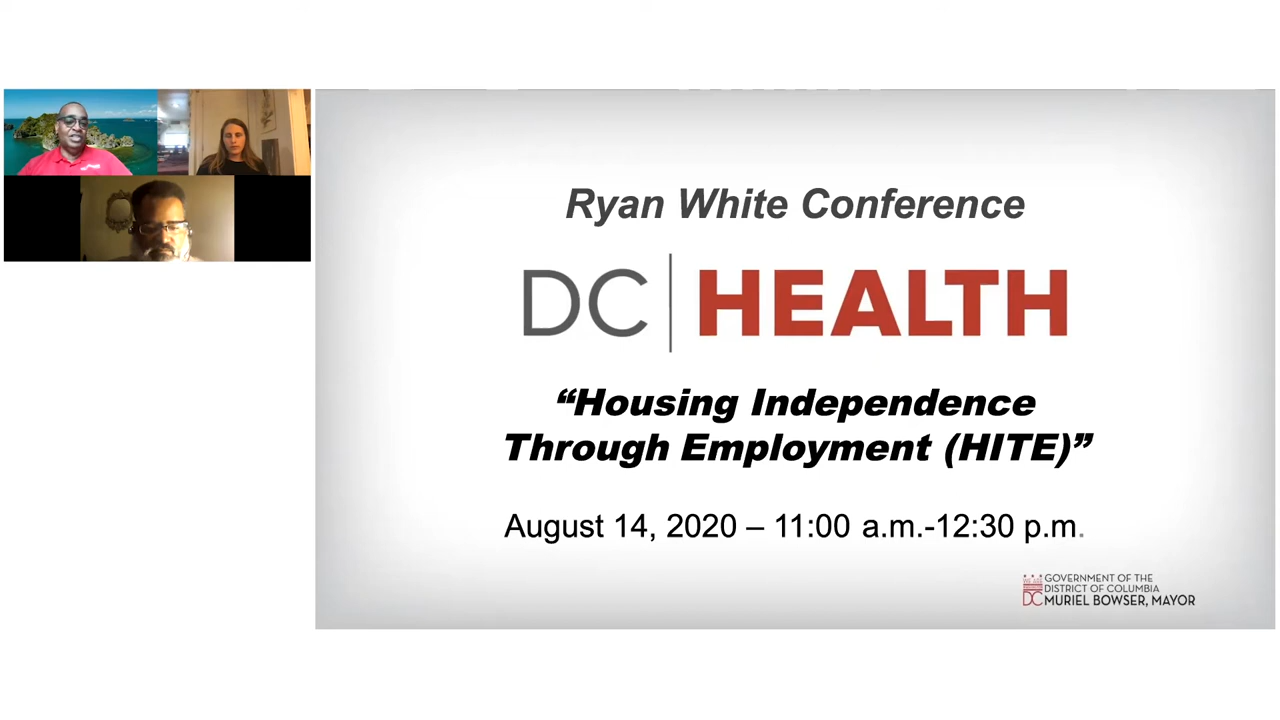 Ryan White Conference
DC | HEALTH
“Housing Independence
Through Employment (HITE)”
August 14, 2020 – 11:00 a.m.-12:30 p.m.
GOVERNMENT OF THE
DISTRICT OF COLUMBIA
DC MURIEL BOWSER, MAYOR